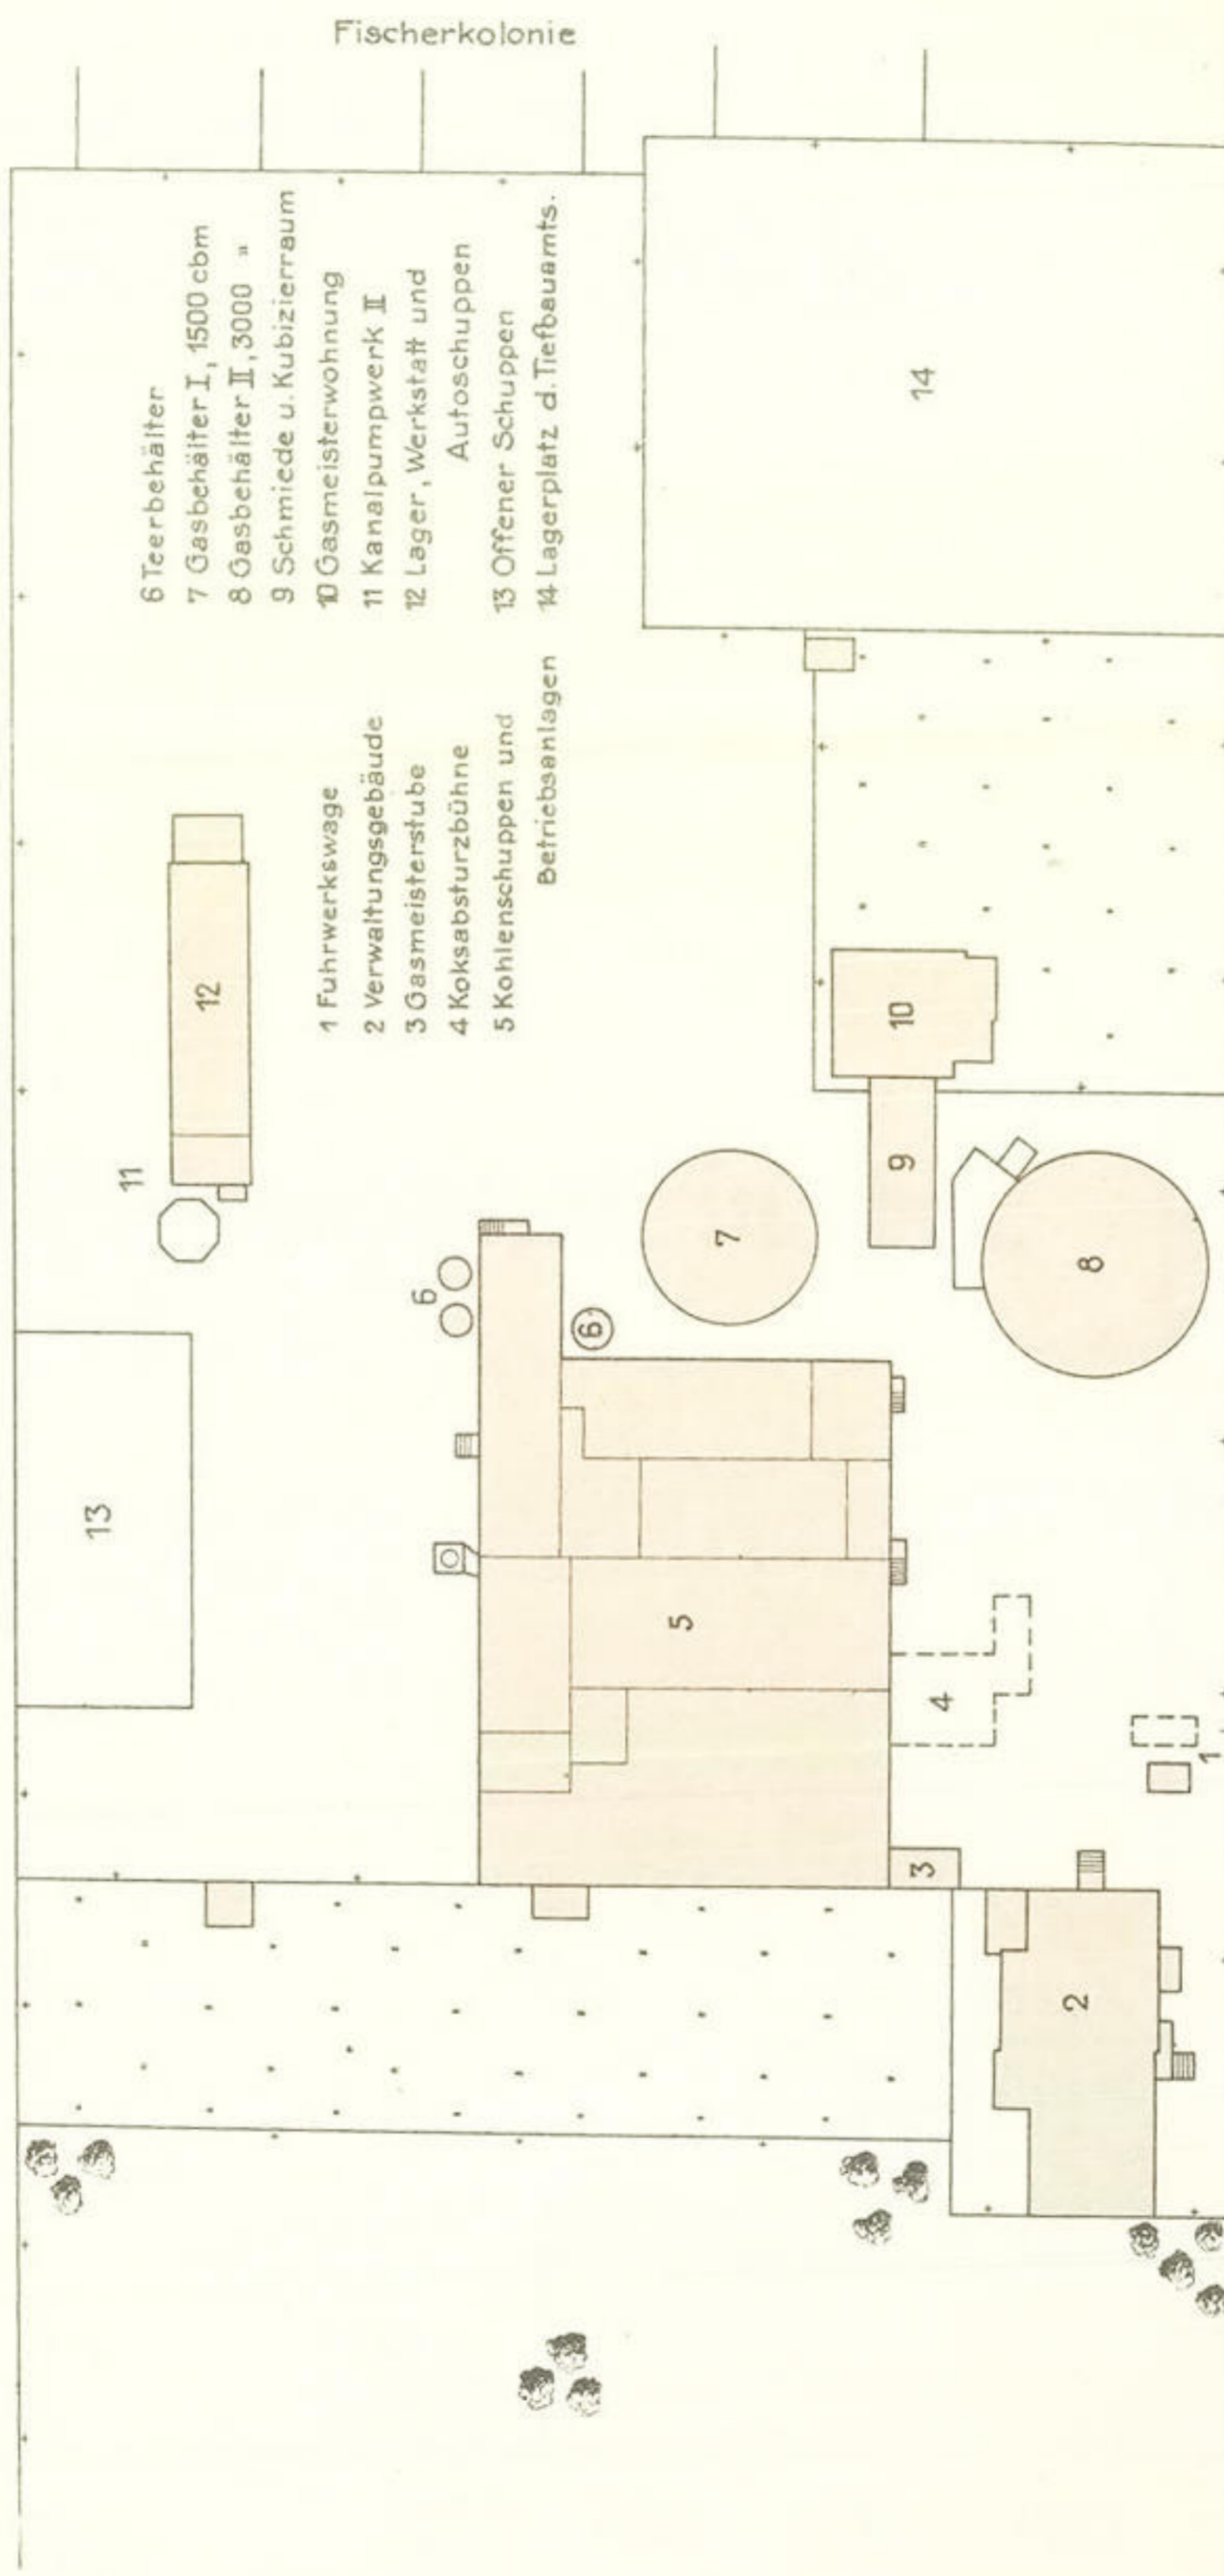 Fischerkolonie
1 Fuhrwerkswage
2 Verwaltungsgebäude
3 Gasmeisterstube
4 Koksabsturzbühne
5 Kohlenschuppen und
Betriebsanlagen
6 Teerbehälter
7 Gasbehälter I, 1500 cbm
8 Gasbehälter II, 3000 "
9 Schmiede u. Kubizierraum
10 Gasmeisterwohnung
11 Kanalpumpwerk II
12 Lager, Werkstatt und
Autoschuppen
13 Offener Schuppen
14 Lagerplatz d. Tiefbauamts.
14
12
11
10
9
7
8
6
6
13
5
4
1
3
2